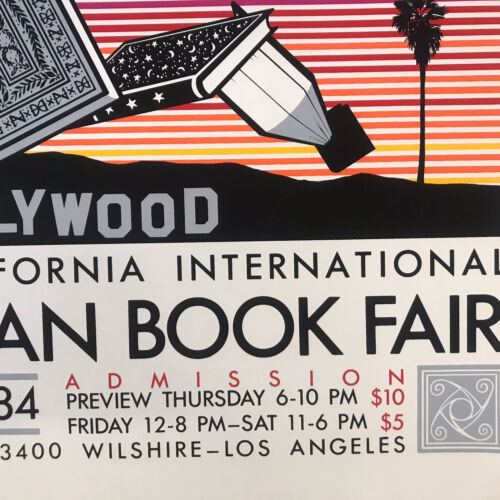 LYWOOD
FORNIA INTERNATIONAL
AN BOOK FAIR
84 ADMISSION
PREVIEW THURSDAY 6-10 PM $10
FRIDAY 12-8 PM–SAT 11-6 PM $5
3400 WILSHIRE–LOS ANGELES